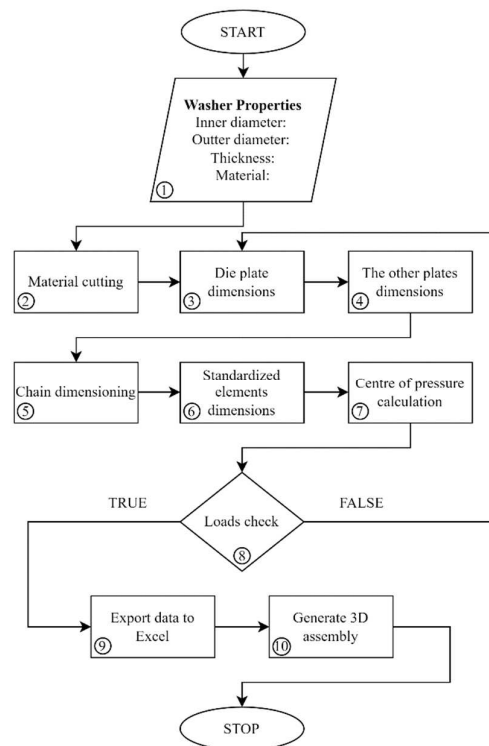 START
Washer Properties
Inner diameter:
Outter diameter:
Thickness:
Material:
①
Material cutting
②
Die plate
dimensions
③
The other plates
dimensions
④
Chain dimensioning
⑤
Standardized
elements
dimensions
⑥
Centre of pressure
calculation
⑦
TRUE
Loads check
FALSE
⑧
Export data to
Excel
⑨
Generate 3D
assembly
⑩
STOP